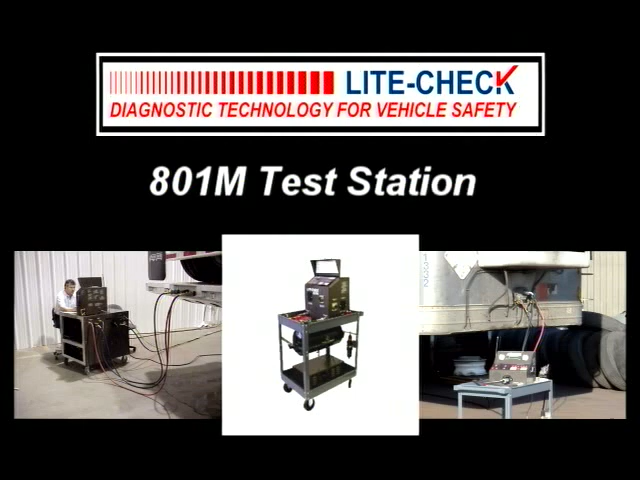 LITE-CHECK
DIAGNOSTIC TECHNOLOGY FOR VEHICLE SAFETY
801M Test Station